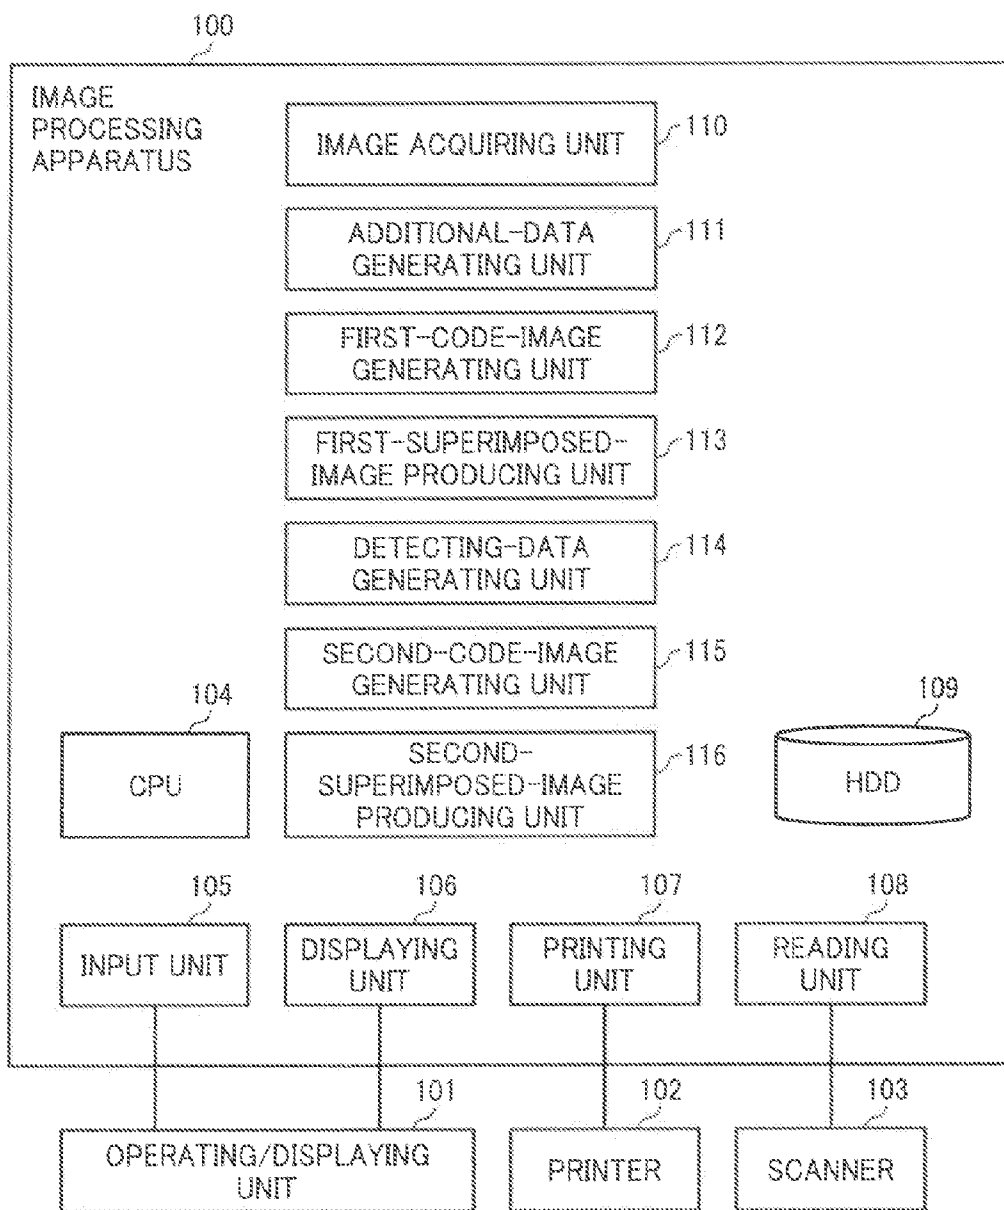 100
IMAGE
PROCESSING
APPARATUS
IMAGE ACQUIRING UNIT
110
ADDITIONAL-DATA
GENERATING UNIT
111
FIRST-CODE-IMAGE
GENERATING UNIT
112
FIRST-SUPERIMPOSED-
IMAGE PRODUCING UNIT
113
DETECTING-DATA
GENERATING UNIT
114
SECOND-CODE-IMAGE
GENERATING UNIT
115
104
CPU
SECOND-
SUPERIMPOSED-IMAGE
PRODUCING UNIT
116
109
HDD
105
INPUT UNIT
106
DISPLAYING
UNIT
107
PRINTING
UNIT
108
READING
UNIT
101
OPERATING/DISPLAYING
UNIT
102
PRINTER
103
SCANNER